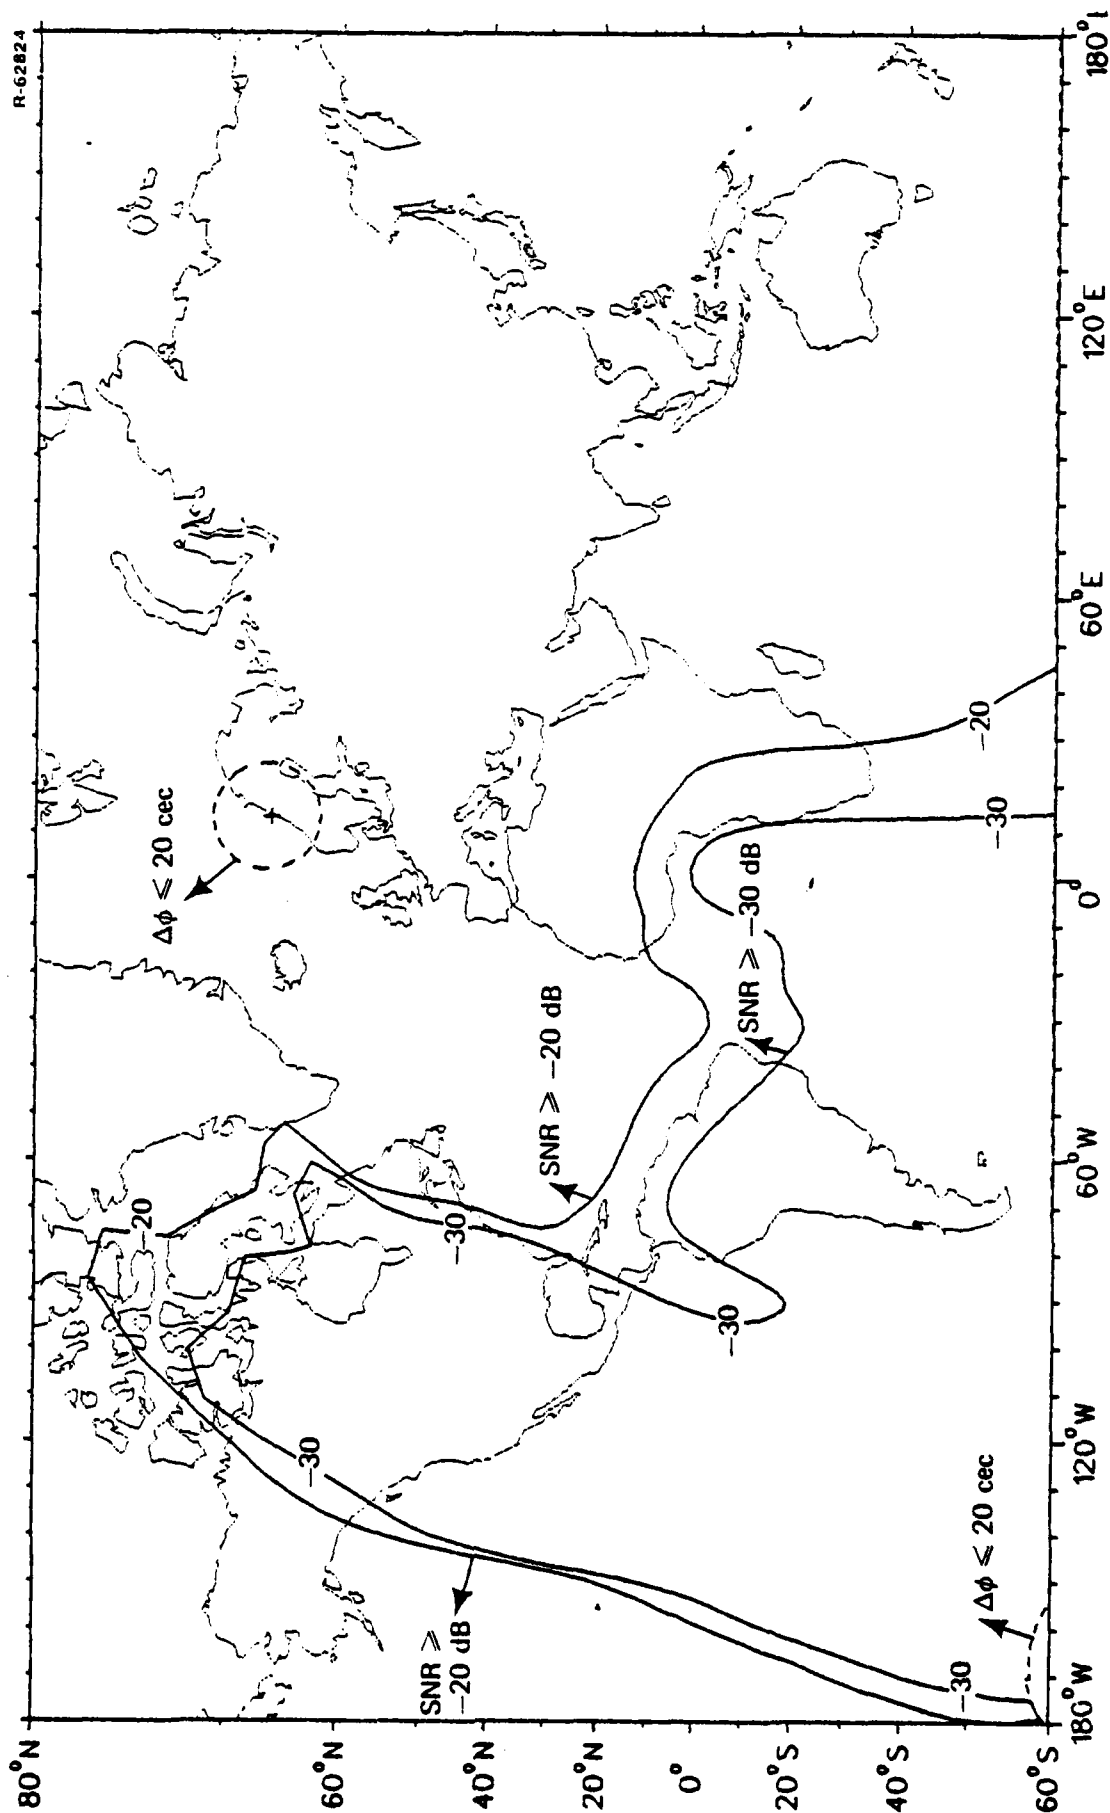 R-62824
Δϕ ⩽ 20 cec
-20
-30
-30
SNR ⩾
-20 dB
SNR ⩾ -20 dB
-30
SNR ⩾ -30 dB
-20
-30
-30
Δϕ ⩽ 20 cec
80°N
60°N
40°N
20°N
0°
20°S
40°S
60°S
180°W
120°W
60°W
0°
60°E
120°E
180°